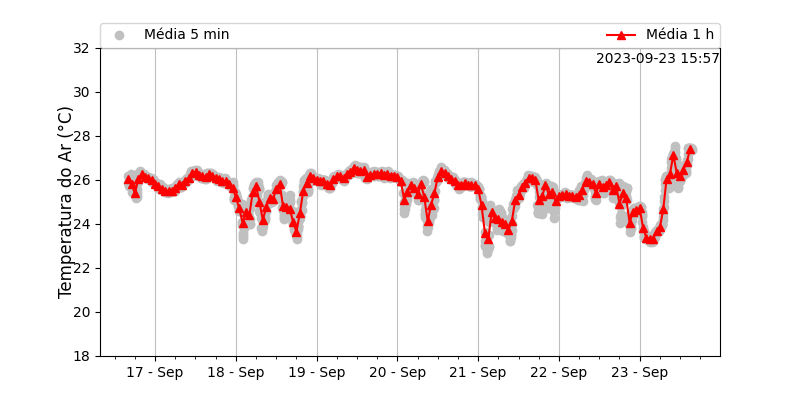 Média 5 min
Média 1 h
2023-09-23 15:57
Temperatura do Ar (°C)
32
30
28
26
24
22
20
18
17 - Sep
18 - Sep
19 - Sep
20 - Sep
21 - Sep
22 - Sep
23 - Sep